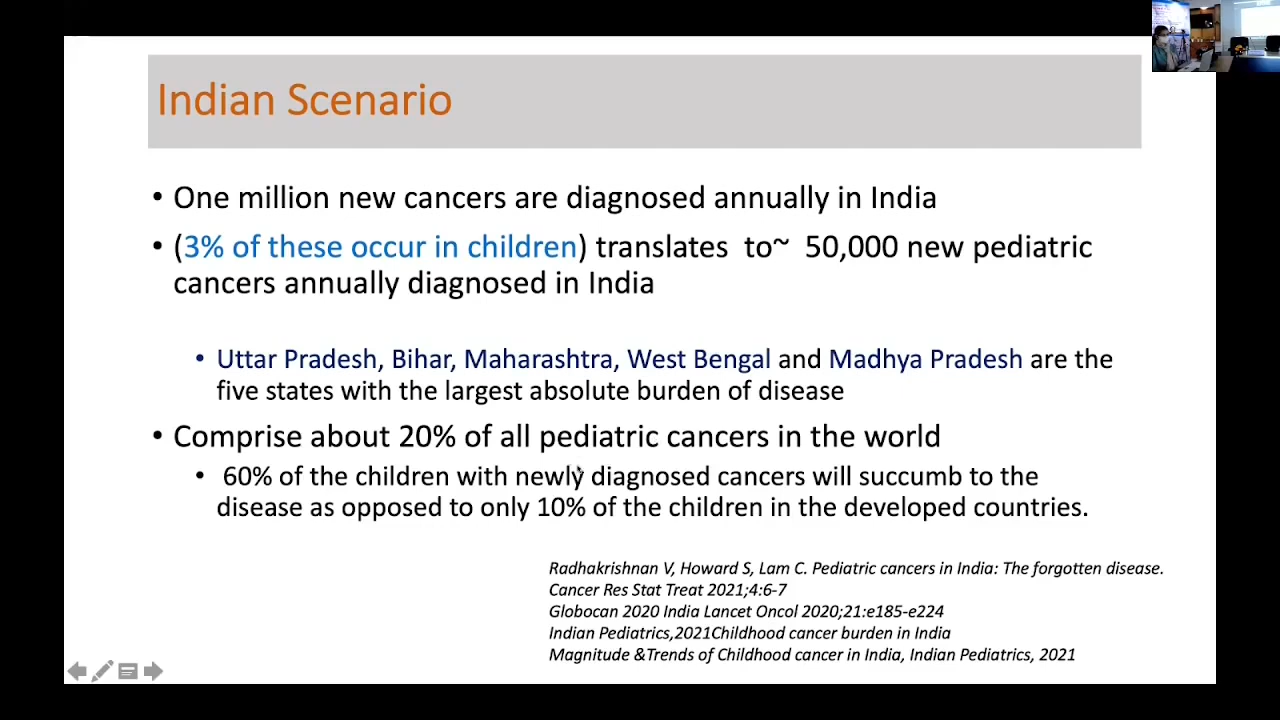 Indian Scenario
• One million new cancers are diagnosed annually in India
• (3% of these occur in children) translates to~ 50,000 new pediatric
cancers annually diagnosed in India
• Uttar Pradesh, Bihar, Maharashtra, West Bengal and Madhya Pradesh are the
five states with the largest absolute burden of disease
• Comprise about 20% of all pediatric cancers in the world
• 60% of the children with newly diagnosed cancers will succumb to the
disease as opposed to only 10% of the children in the developed countries.
Radhakrishnan V, Howard S, Lam C. Pediatric cancers in India: The forgotten disease.
Cancer Res Stat Treat 2021;4:6-7
Globocan 2020 India Lancet Oncol 2020;21:e185-e224
Indian Pediatrics,2021Childhood cancer burden in India
Magnitude &Trends of Childhood cancer in India, Indian Pediatrics, 2021